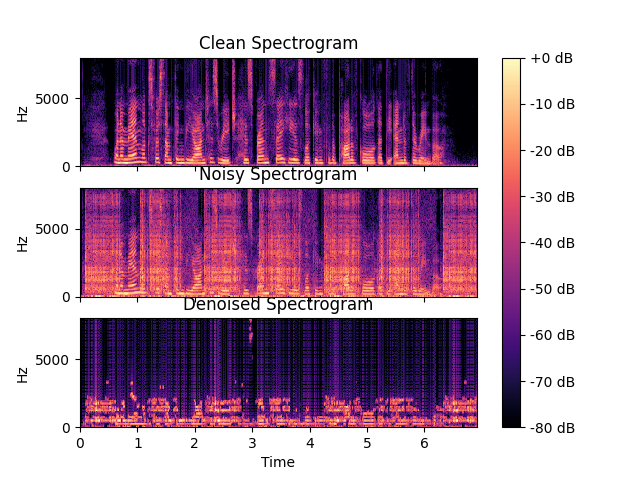 Clean Spectrogram
Hz
5000
0
Noisy Spectrogram
Hz
5000
0
Denoised Spectrogram
Hz
5000
0
0 1 2 3 4 5 6
Time
+0 dB
-10 dB
-20 dB
-30 dB
-40 dB
-50 dB
-60 dB
-70 dB
-80 dB